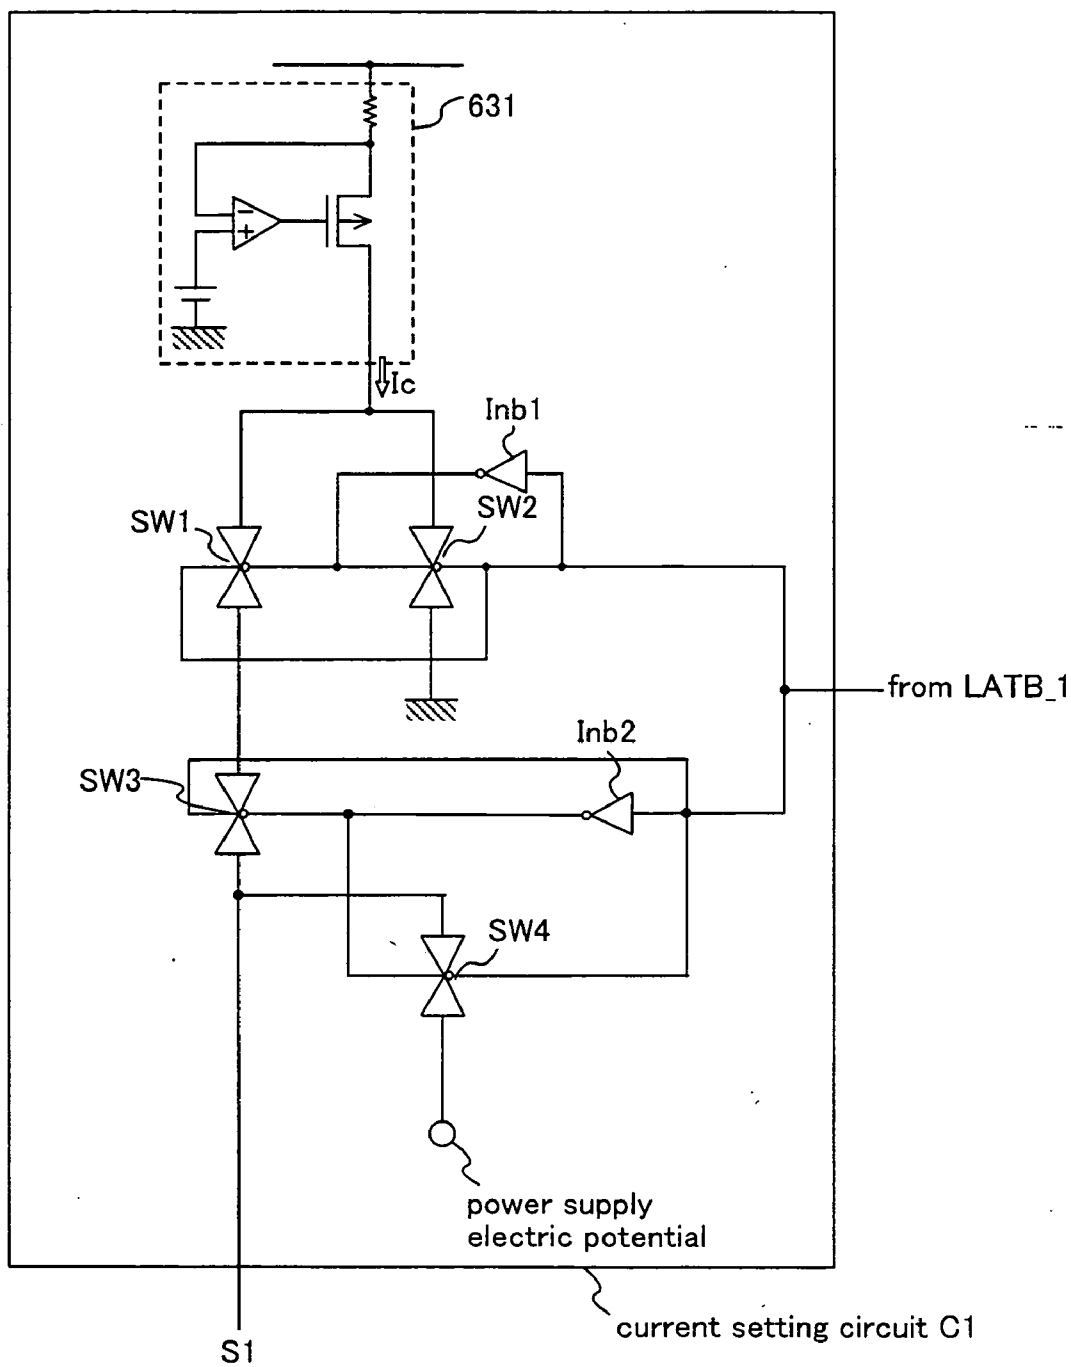 631
−
+
Ic
Inb1
SW1
SW2
from LATB_1
Inb2
SW3
SW4
power supply
electric potential
current setting circuit C1
S1